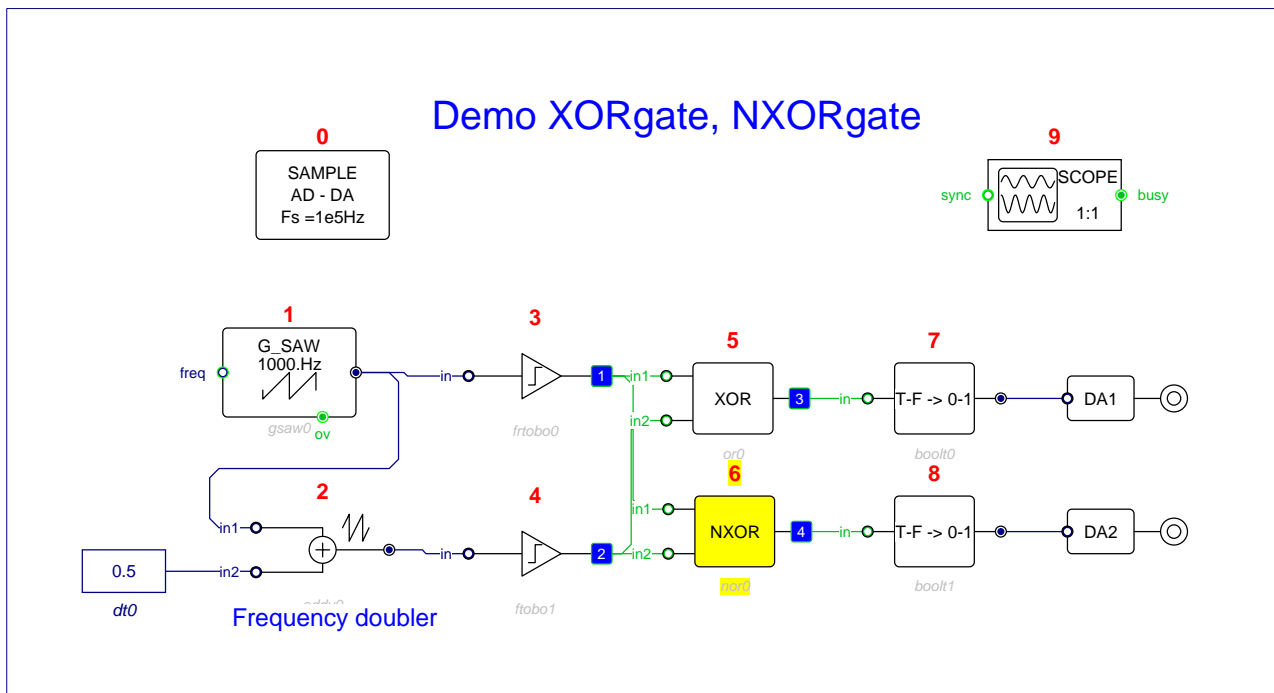 Demo XORgate, NXORgate
0
SAMPLE
AD - DA
Fs =1e5Hz
9
SCOPE
1:1
sync
busy
1
G_SAW
1000.Hz
freq
gsaw0
ov
3
in
frtobo0
1
5
in1
in2
XOR
or0
3
7
in
T-F -> 0-1
boolt0
DA1
2
in1
in2
0.5
dt0
Frequency doubler
4
in
ftobo1
2
6
in1
in2
NXOR
nor0
4
8
in
T-F -> 0-1
boolt1
DA2